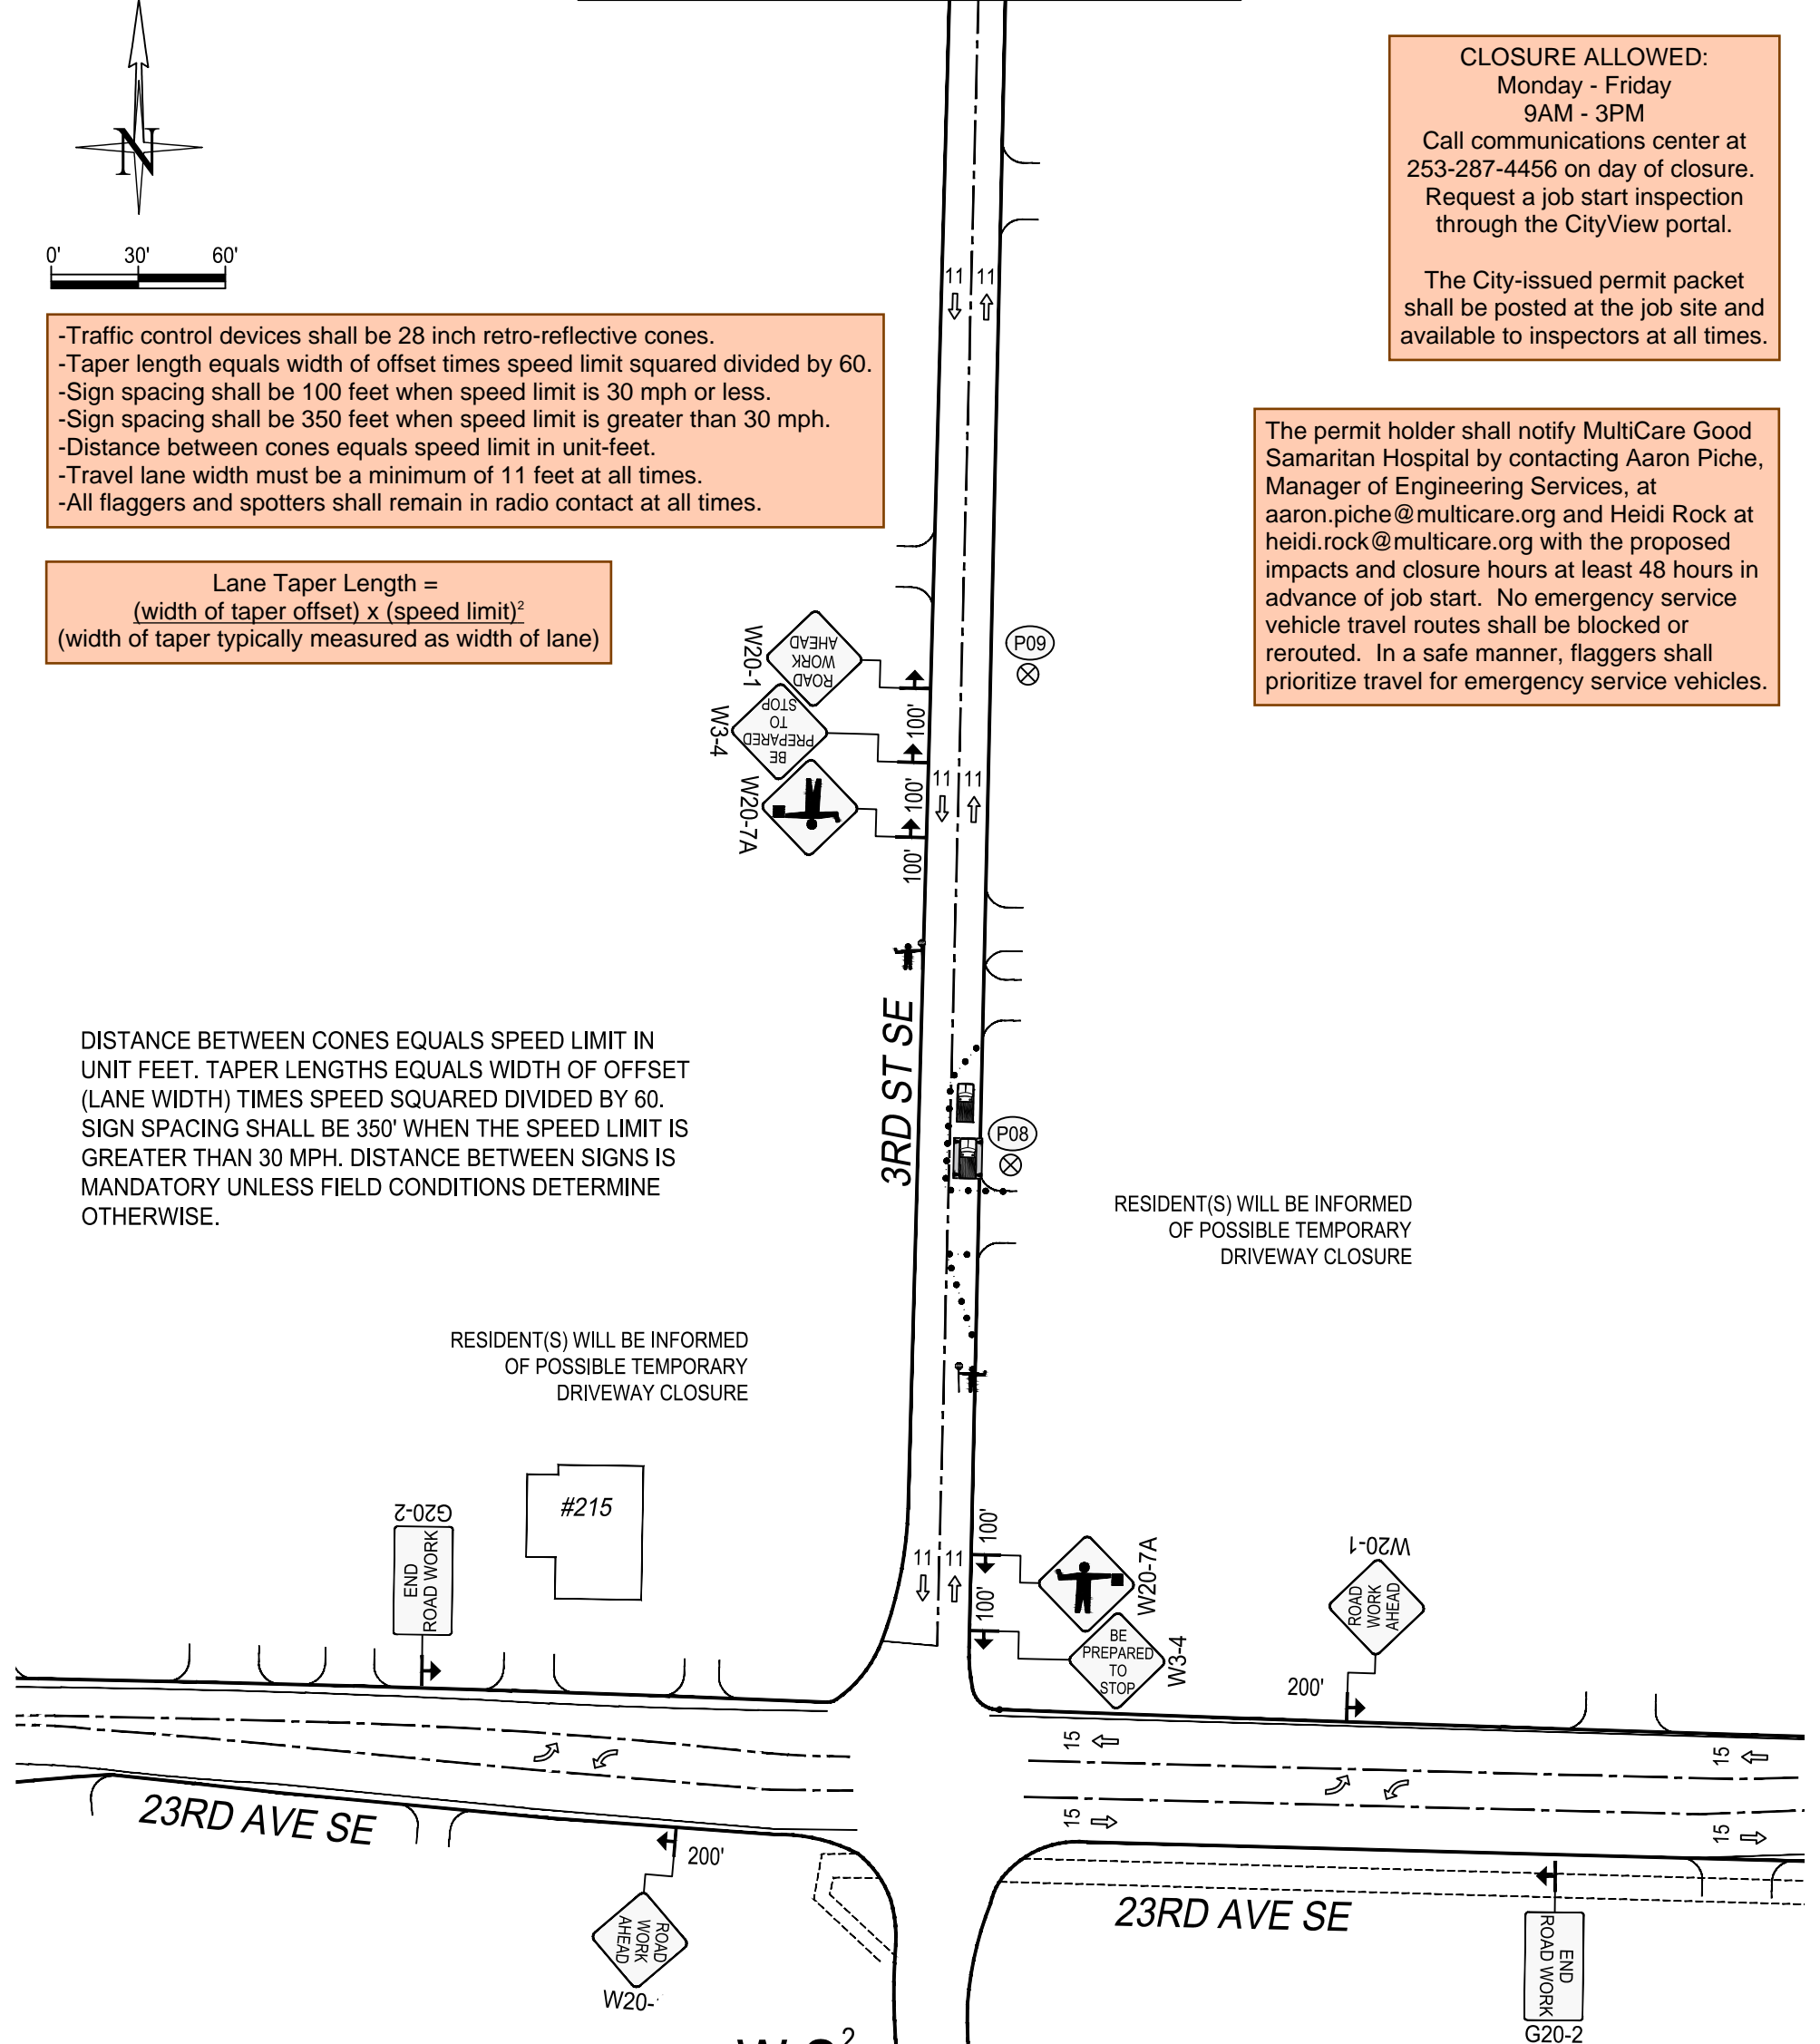 N
0' 30' 60'
CLOSURE ALLOWED:
Monday - Friday
9AM - 3PM
Call communications center at
253-287-4456 on day of closure.
Request a job start inspection
through the CityView portal.
The City-issued permit packet
shall be posted at the job site and
available to inspectors at all times.
-Traffic control devices shall be 28 inch retro-reflective cones.
-Taper length equals width of offset times speed limit squared divided by 60.
-Sign spacing shall be 100 feet when speed limit is 30 mph or less.
-Sign spacing shall be 350 feet when speed limit is greater than 30 mph.
-Distance between cones equals speed limit in unit-feet.
-Travel lane width must be a minimum of 11 feet at all times.
-All flaggers and spotters shall remain in radio contact at all times.
11 11
The permit holder shall notify MultiCare Good
Samaritan Hospital by contacting Aaron Piche,
Manager of Engineering Services, at
aaron.piche@multicare.org and Heidi Rock at
heidi.rock@multicare.org with the proposed
impacts and closure hours at least 48 hours in
advance of job start. No emergency service
vehicle travel routes shall be blocked or
rerouted. In a safe manner, flaggers shall
prioritize travel for emergency service vehicles.
Lane Taper Length =
(width of taper offset) x (speed limit)²
(width of taper typically measured as width of lane)
W20-1
ROAD
WORK
AHEAD
P09
100'
W3-4
BE
PREPARED
TO
STOP
100'
11 11
W20-7A
100'
3RD ST SE
DISTANCE BETWEEN CONES EQUALS SPEED LIMIT IN
UNIT FEET. TAPER LENGTHS EQUALS WIDTH OF OFFSET
(LANE WIDTH) TIMES SPEED SQUARED DIVIDED BY 60.
SIGN SPACING SHALL BE 350' WHEN THE SPEED LIMIT IS
GREATER THAN 30 MPH. DISTANCE BETWEEN SIGNS IS
MANDATORY UNLESS FIELD CONDITIONS DETERMINE
OTHERWISE.
P08
RESIDENT(S) WILL BE INFORMED
OF POSSIBLE TEMPORARY
DRIVEWAY CLOSURE
RESIDENT(S) WILL BE INFORMED
OF POSSIBLE TEMPORARY
DRIVEWAY CLOSURE
G20-2
END
ROAD WORK
#215
11 11
100'
W20-7A
100'
BE
PREPARED
TO
STOP
W3-4
W20-1
ROAD
WORK
AHEAD
200'
15
15
15
15
23RD AVE SE
200'
ROAD
WORK
AHEAD
W20-
23RD AVE SE
END
ROAD WORK
G20-2